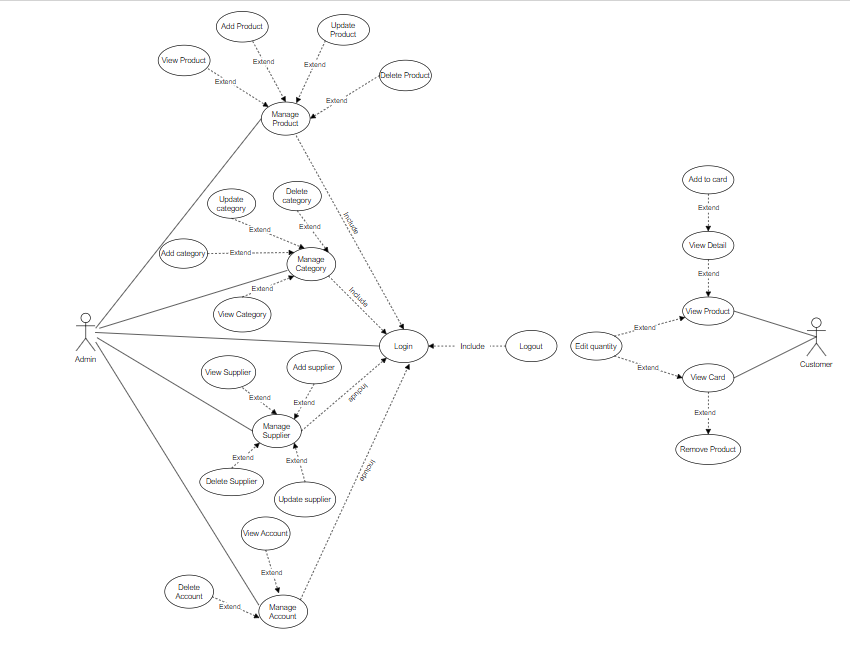 Add Product
Update
Product
View Product
Extend
Extend
Delete Product
Extend
Extend
Manage
Product
Add to card
Update
category
Delete
category
Extend
Include
Extend
Extend
Add category
Extend
View Detail
Manage
Category
Extend
Extend
Include
View Category
View Product
Extend
Admin
Login
Include
Logout
Edit quantity
Customer
View Supplier
Add supplier
Extend
View Card
Extend
Include
Extend
Extend
Manage
Supplier
Extend
Extend
Include
Remove Product
Delete Supplier
Update supplier
View Account
Extend
Delete
Account
Extend
Manage
Account